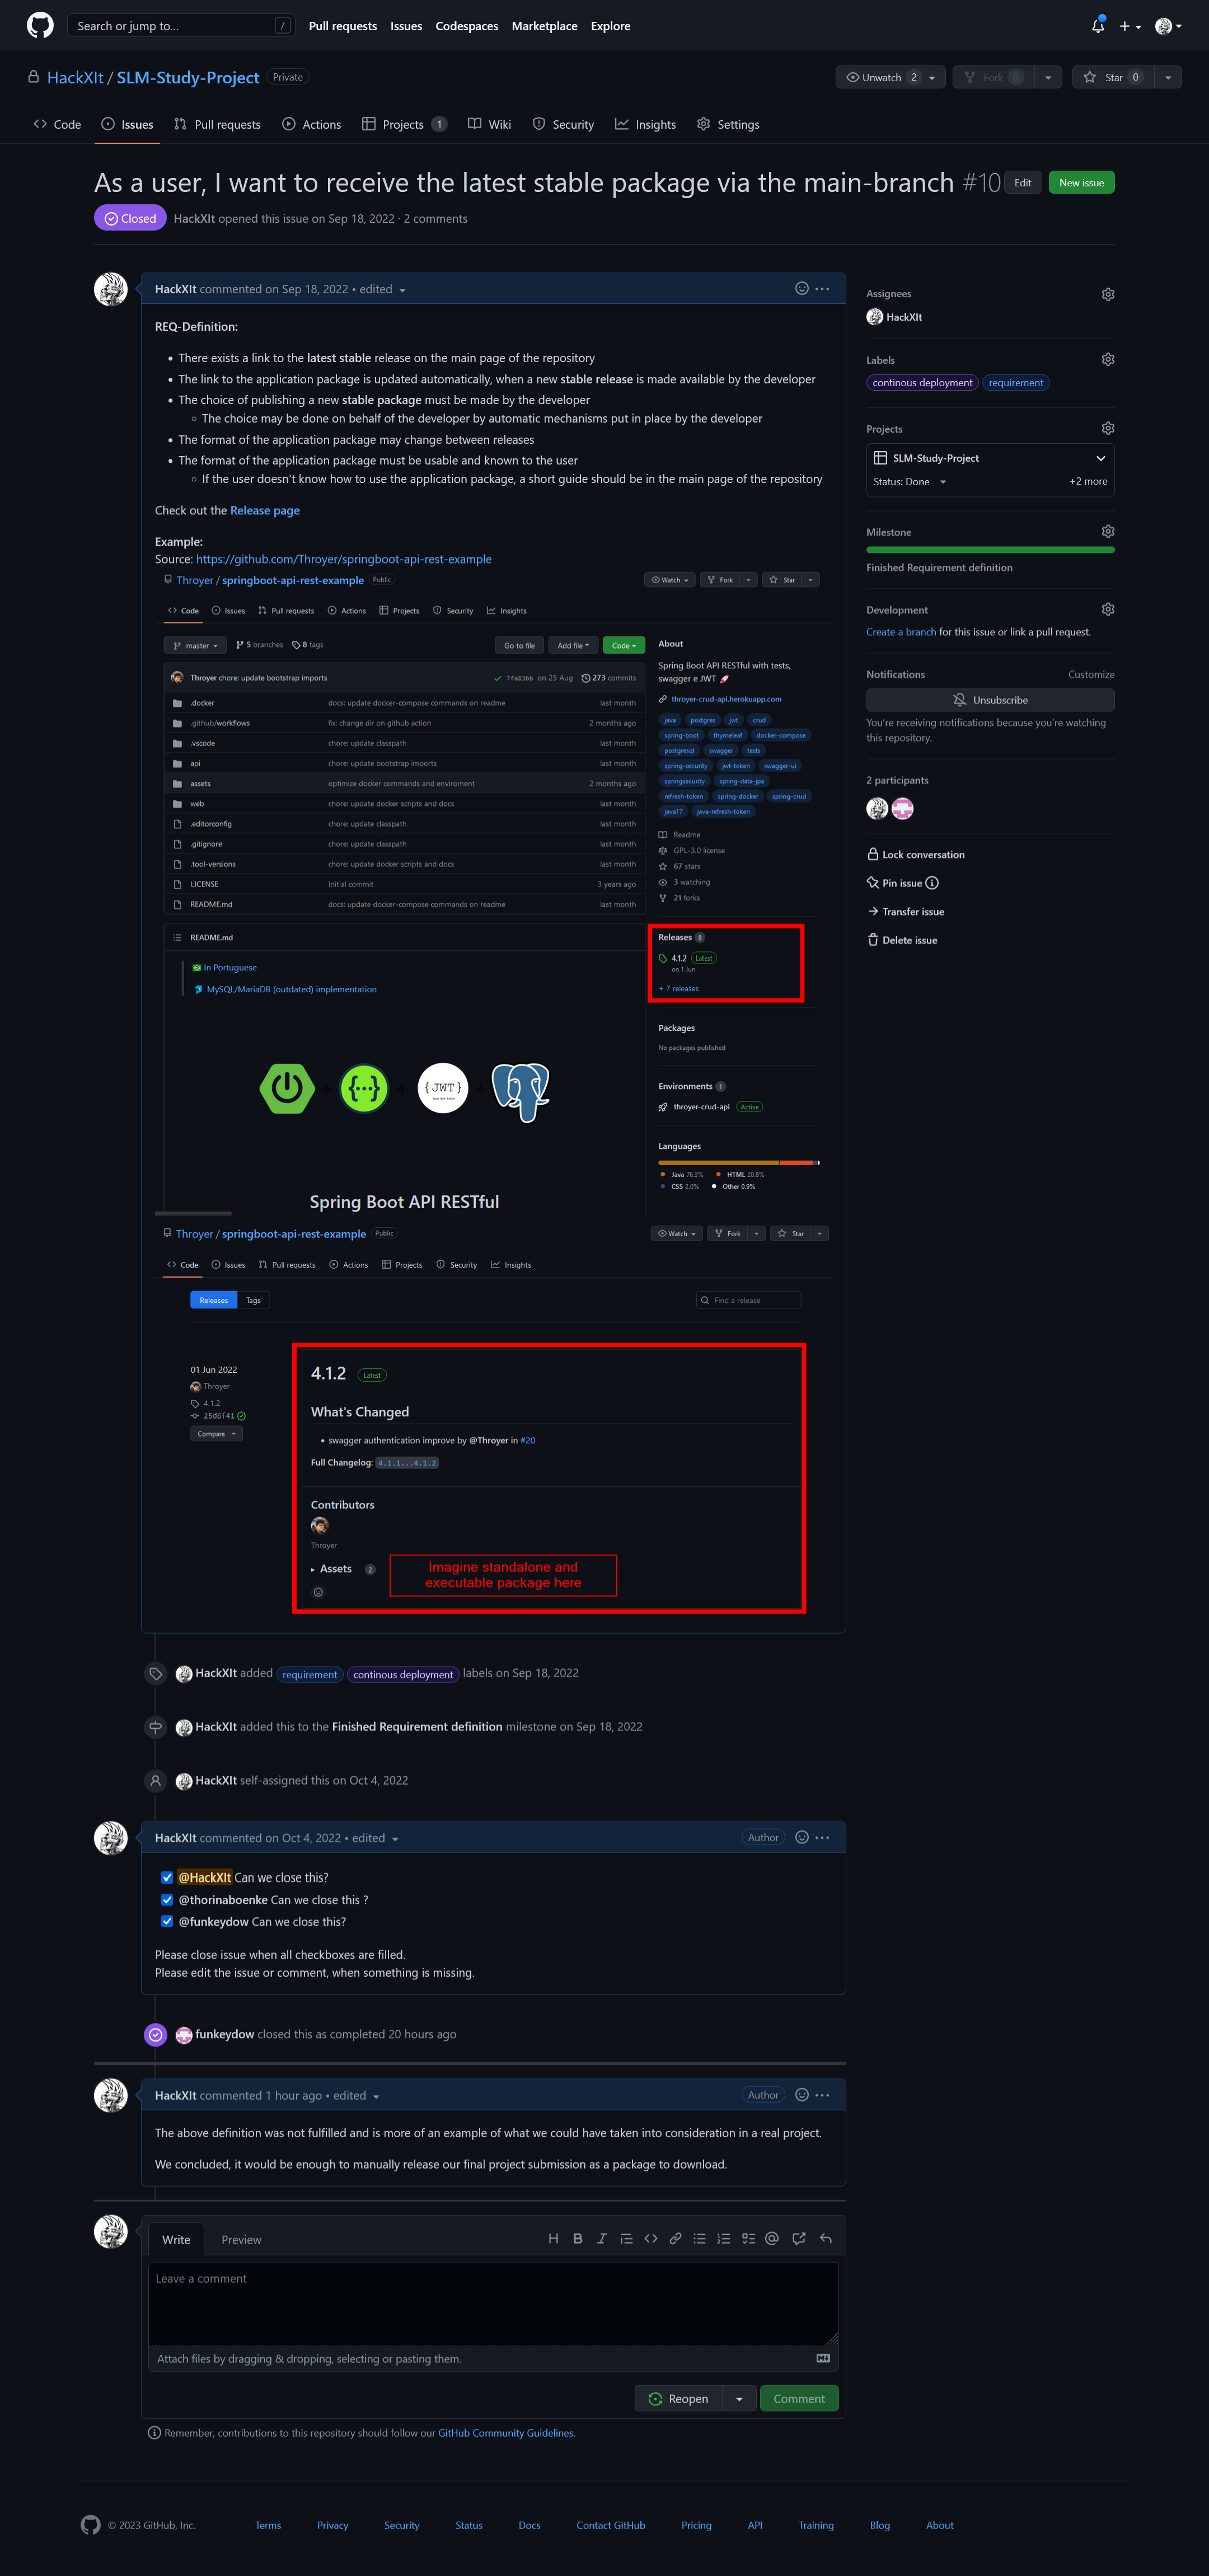 Search or jump to... /
Pull requests Issues Codespaces Marketplace Explore
HackXIt / SLM-Study-Project Private
Unwatch 2 Fork 0 Star 0
Code Issues Pull requests Actions Projects 1 Wiki Security Insights Settings
As a user, I want to receive the latest stable package via the main-branch #10 Edit New issue
Closed HackXIt opened this issue on Sep 18, 2022 · 2 comments
HackXIt commented on Sep 18, 2022 • edited
REQ-Definition:
• There exists a link to the latest stable release on the main page of the repository
• The link to the application package is updated automatically, when a new stable release is made available by the developer
• The choice of publishing a new stable package must be made by the developer
◦ The choice may be done on behalf of the developer by automatic mechanisms put in place by the developer
• The format of the application package may change between releases
• The format of the application package must be usable and known to the user
◦ If the user doesn't know how to use the application package, a short guide should be in the main page of the repository
Check out the Release page
Example:
Source: https://github.com/Throyer/springboot-api-rest-example
Throyer / springboot-api-rest-example Public
Watch Fork Star
Code Issues Pull requests Actions Projects Security Insights
master 5 branches 8 tags Go to file Add file Code
Throyer chore: update bootstrap imports 7fa83bb on 25 Aug 273 commits
.docker docs: update docker-compose commands on readme last month
.github/workflows fix: change dir on github action 2 months ago
.vscode chore: update classpath last month
api chore: update bootstrap imports last month
assets optimize docker commands and enviroment 2 months ago
web chore: update docker scripts and docs last month
.editorconfig chore: update classpath last month
.gitignore chore: update classpath last month
.tool-versions chore: update docker scripts and docs last month
LICENSE Initial commit 3 years ago
README.md docs: update docker-compose commands on readme last month
About
Spring Boot API RESTful with tests,
swagger e JWT 🚀
throyer-crud-api.herokuapp.com
java postgres jwt crud
spring-boot thymeleaf docker-compose
postgresql swagger tests
spring-security jwt-token swagger-ui
springsecurity spring-data-jpa
refresh-token spring-docker spring-crud
java17 java-refresh-token
Readme
GPL-3.0 license
67 stars
3 watching
21 forks
README.md
In Portuguese
MySQL/MariaDB (outdated) implementation
{JWT}
Spring Boot API RESTful
Releases 8
4.1.2 Latest
on 1 Jun
+ 7 releases
Packages
No packages published
Environments 1
throyer-crud-api Active
Languages
Java 76.3% HTML 20.8%
CSS 2.0% Other 0.9%
Throyer / springboot-api-rest-example Public
Watch Fork Star
Code Issues Pull requests Actions Projects Security Insights
Releases Tags Find a release
01 Jun 2022
Throyer
4.1.2
25d6f41
Compare
4.1.2 Latest
What's Changed
• swagger authentication improve by @Throyer in #20
Full Changelog: 4.1.1...4.1.2
Contributors
Throyer
Assets 2
Imagine standalone and
executable package here
HackXIt added requirement continous deployment labels on Sep 18, 2022
HackXIt added this to the Finished Requirement definition milestone on Sep 18, 2022
HackXIt self-assigned this on Oct 4, 2022
HackXIt commented on Oct 4, 2022 • edited Author
@HackXIt Can we close this?
@thorinaboenke Can we close this ?
@funkeydow Can we close this?
Please close issue when all checkboxes are filled.
Please edit the issue or comment, when something is missing.
funkeydow closed this as completed 20 hours ago
HackXIt commented 1 hour ago • edited Author
The above definition was not fulfilled and is more of an example of what we could have taken into consideration in a real project.
We concluded, it would be enough to manually release our final project submission as a package to download.
Write Preview
Leave a comment
Attach files by dragging & dropping, selecting or pasting them.
Reopen Comment
Remember, contributions to this repository should follow our GitHub Community Guidelines.
Assignees
HackXIt
Labels
continous deployment requirement
Projects
SLM-Study-Project
Status: Done +2 more
Milestone
Finished Requirement definition
Development
Create a branch for this issue or link a pull request.
Notifications Customize
Unsubscribe
You're receiving notifications because you're watching
this repository.
2 participants
Lock conversation
Pin issue
Transfer issue
Delete issue
© 2023 GitHub, Inc. Terms Privacy Security Status Docs Contact GitHub Pricing API Training Blog About